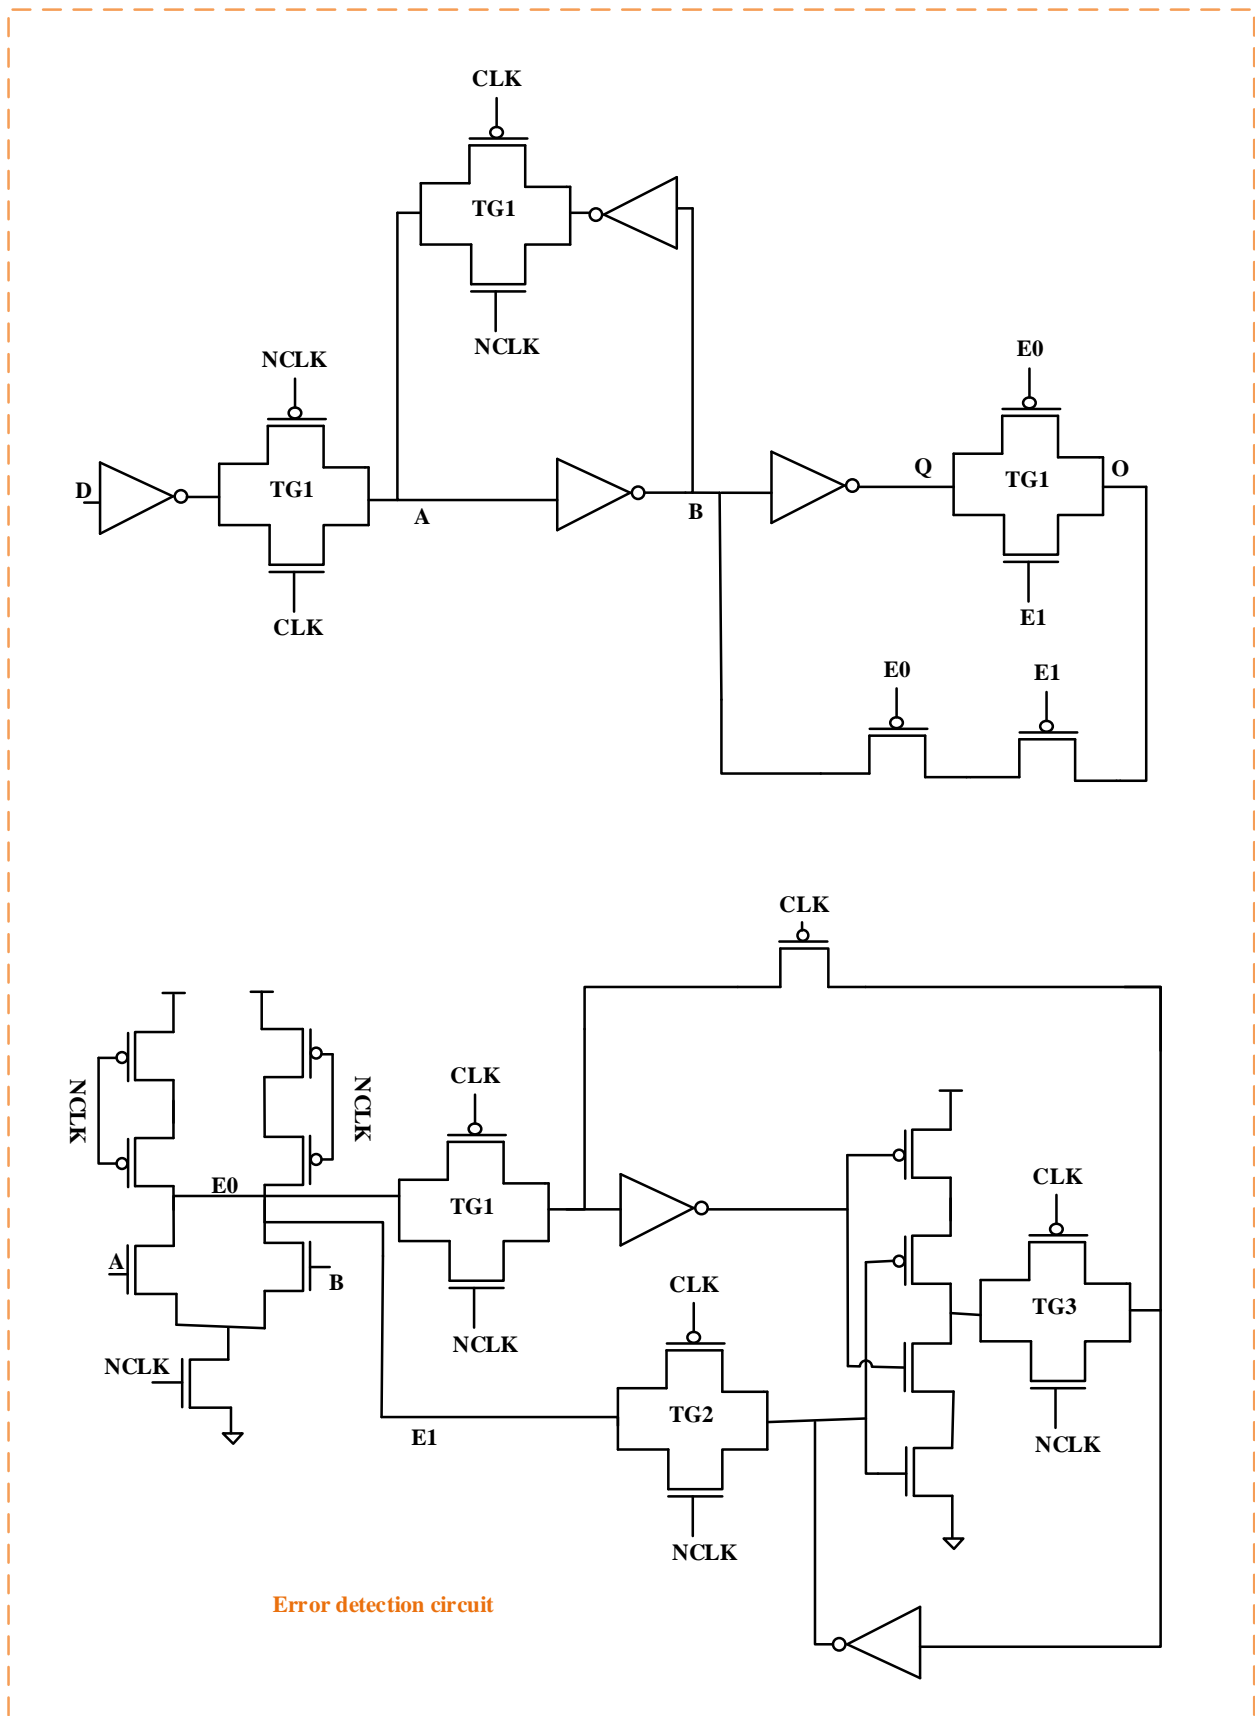 CLK
TG1
NCLK
NCLK
E0
D
TG1
A
B
Q
TG1
O
CLK
E1
E0
E1
CLK
NCLK
NCLK
CLK
E0
TG1
CLK
A
B
CLK
TG3
NCLK
NCLK
TG2
E1
NCLK
NCLK
Error detection circuit